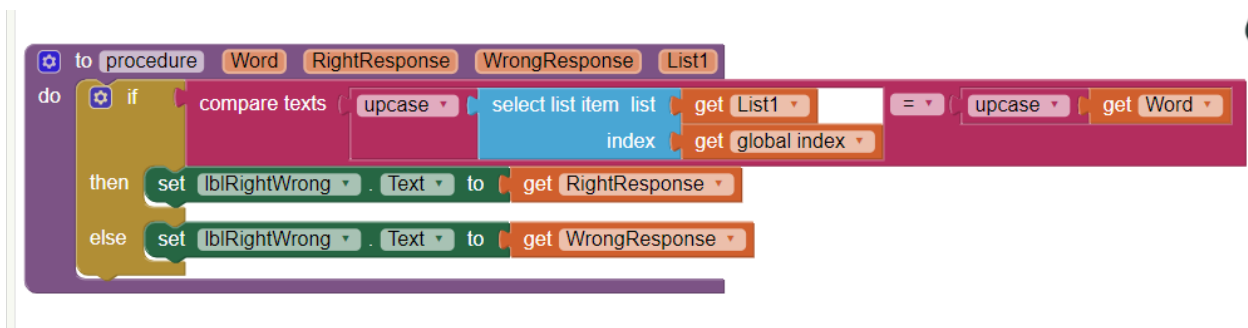 to procedure Word RightResponse WrongResponse List1
do if compare texts upcase select list item list get List1 = upcase get Word
index get global index
then set lblRightWrong . Text to get RightResponse
else set lblRightWrong . Text to get WrongResponse